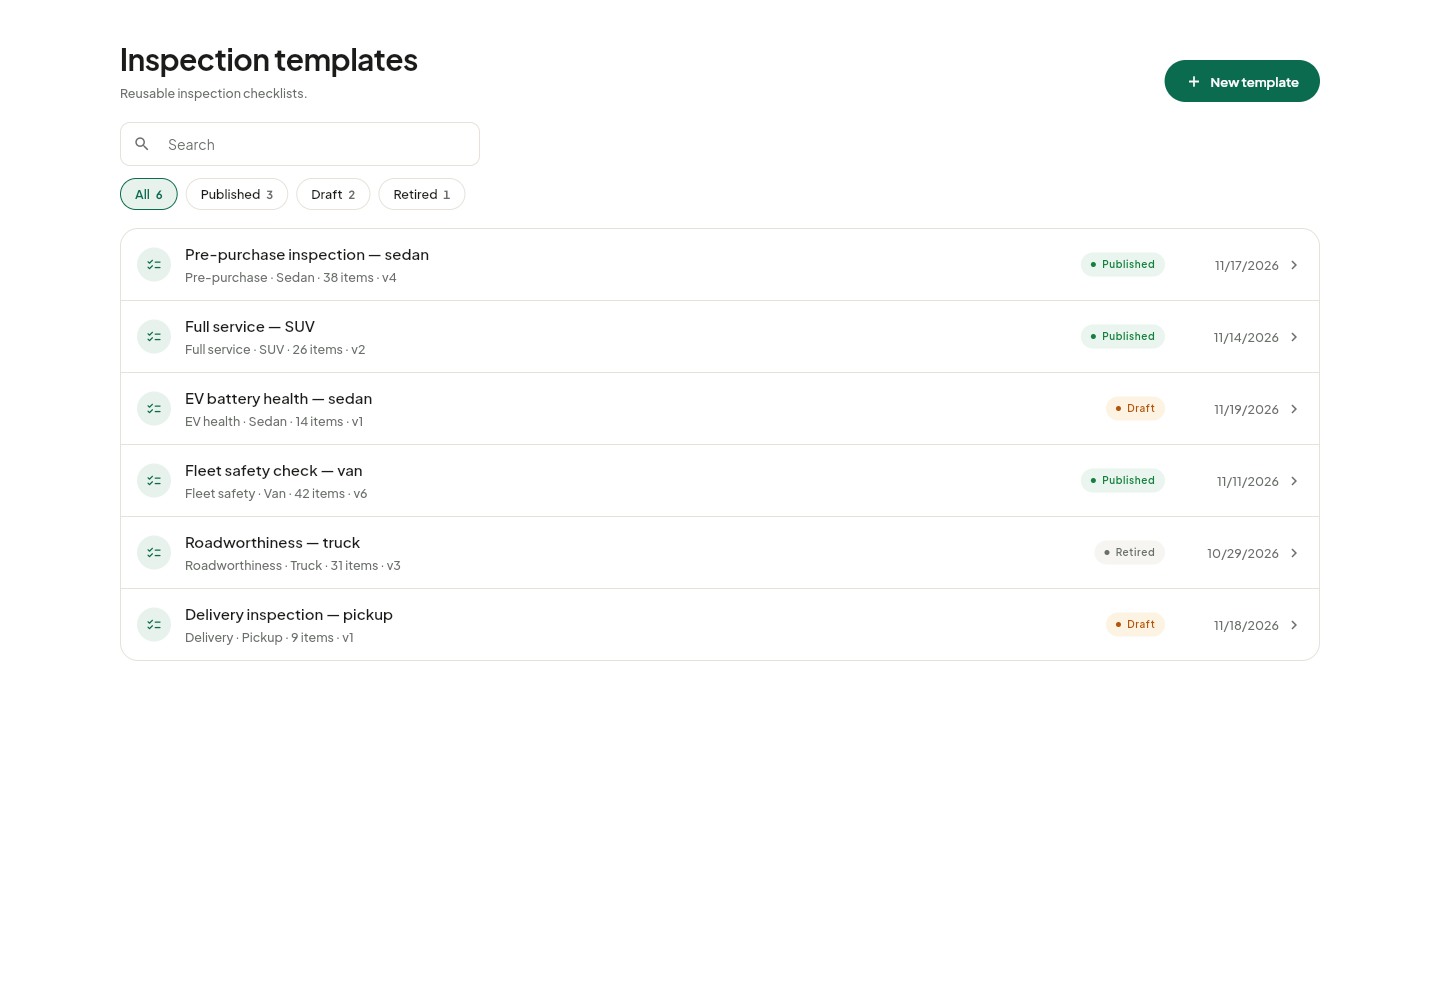 Inspection templates
Reusable inspection checklists.
New template
Search
All 6
Published 3
Draft 2
Retired 1
Pre-purchase inspection — sedan
Pre-purchase · Sedan · 38 items · v4
Published
11/17/2026
Full service — SUV
Full service · SUV · 26 items · v2
Published
11/14/2026
EV battery health — sedan
EV health · Sedan · 14 items · v1
Draft
11/19/2026
Fleet safety check — van
Fleet safety · Van · 42 items · v6
Published
11/11/2026
Roadworthiness — truck
Roadworthiness · Truck · 31 items · v3
Retired
10/29/2026
Delivery inspection — pickup
Delivery · Pickup · 9 items · v1
Draft
11/18/2026